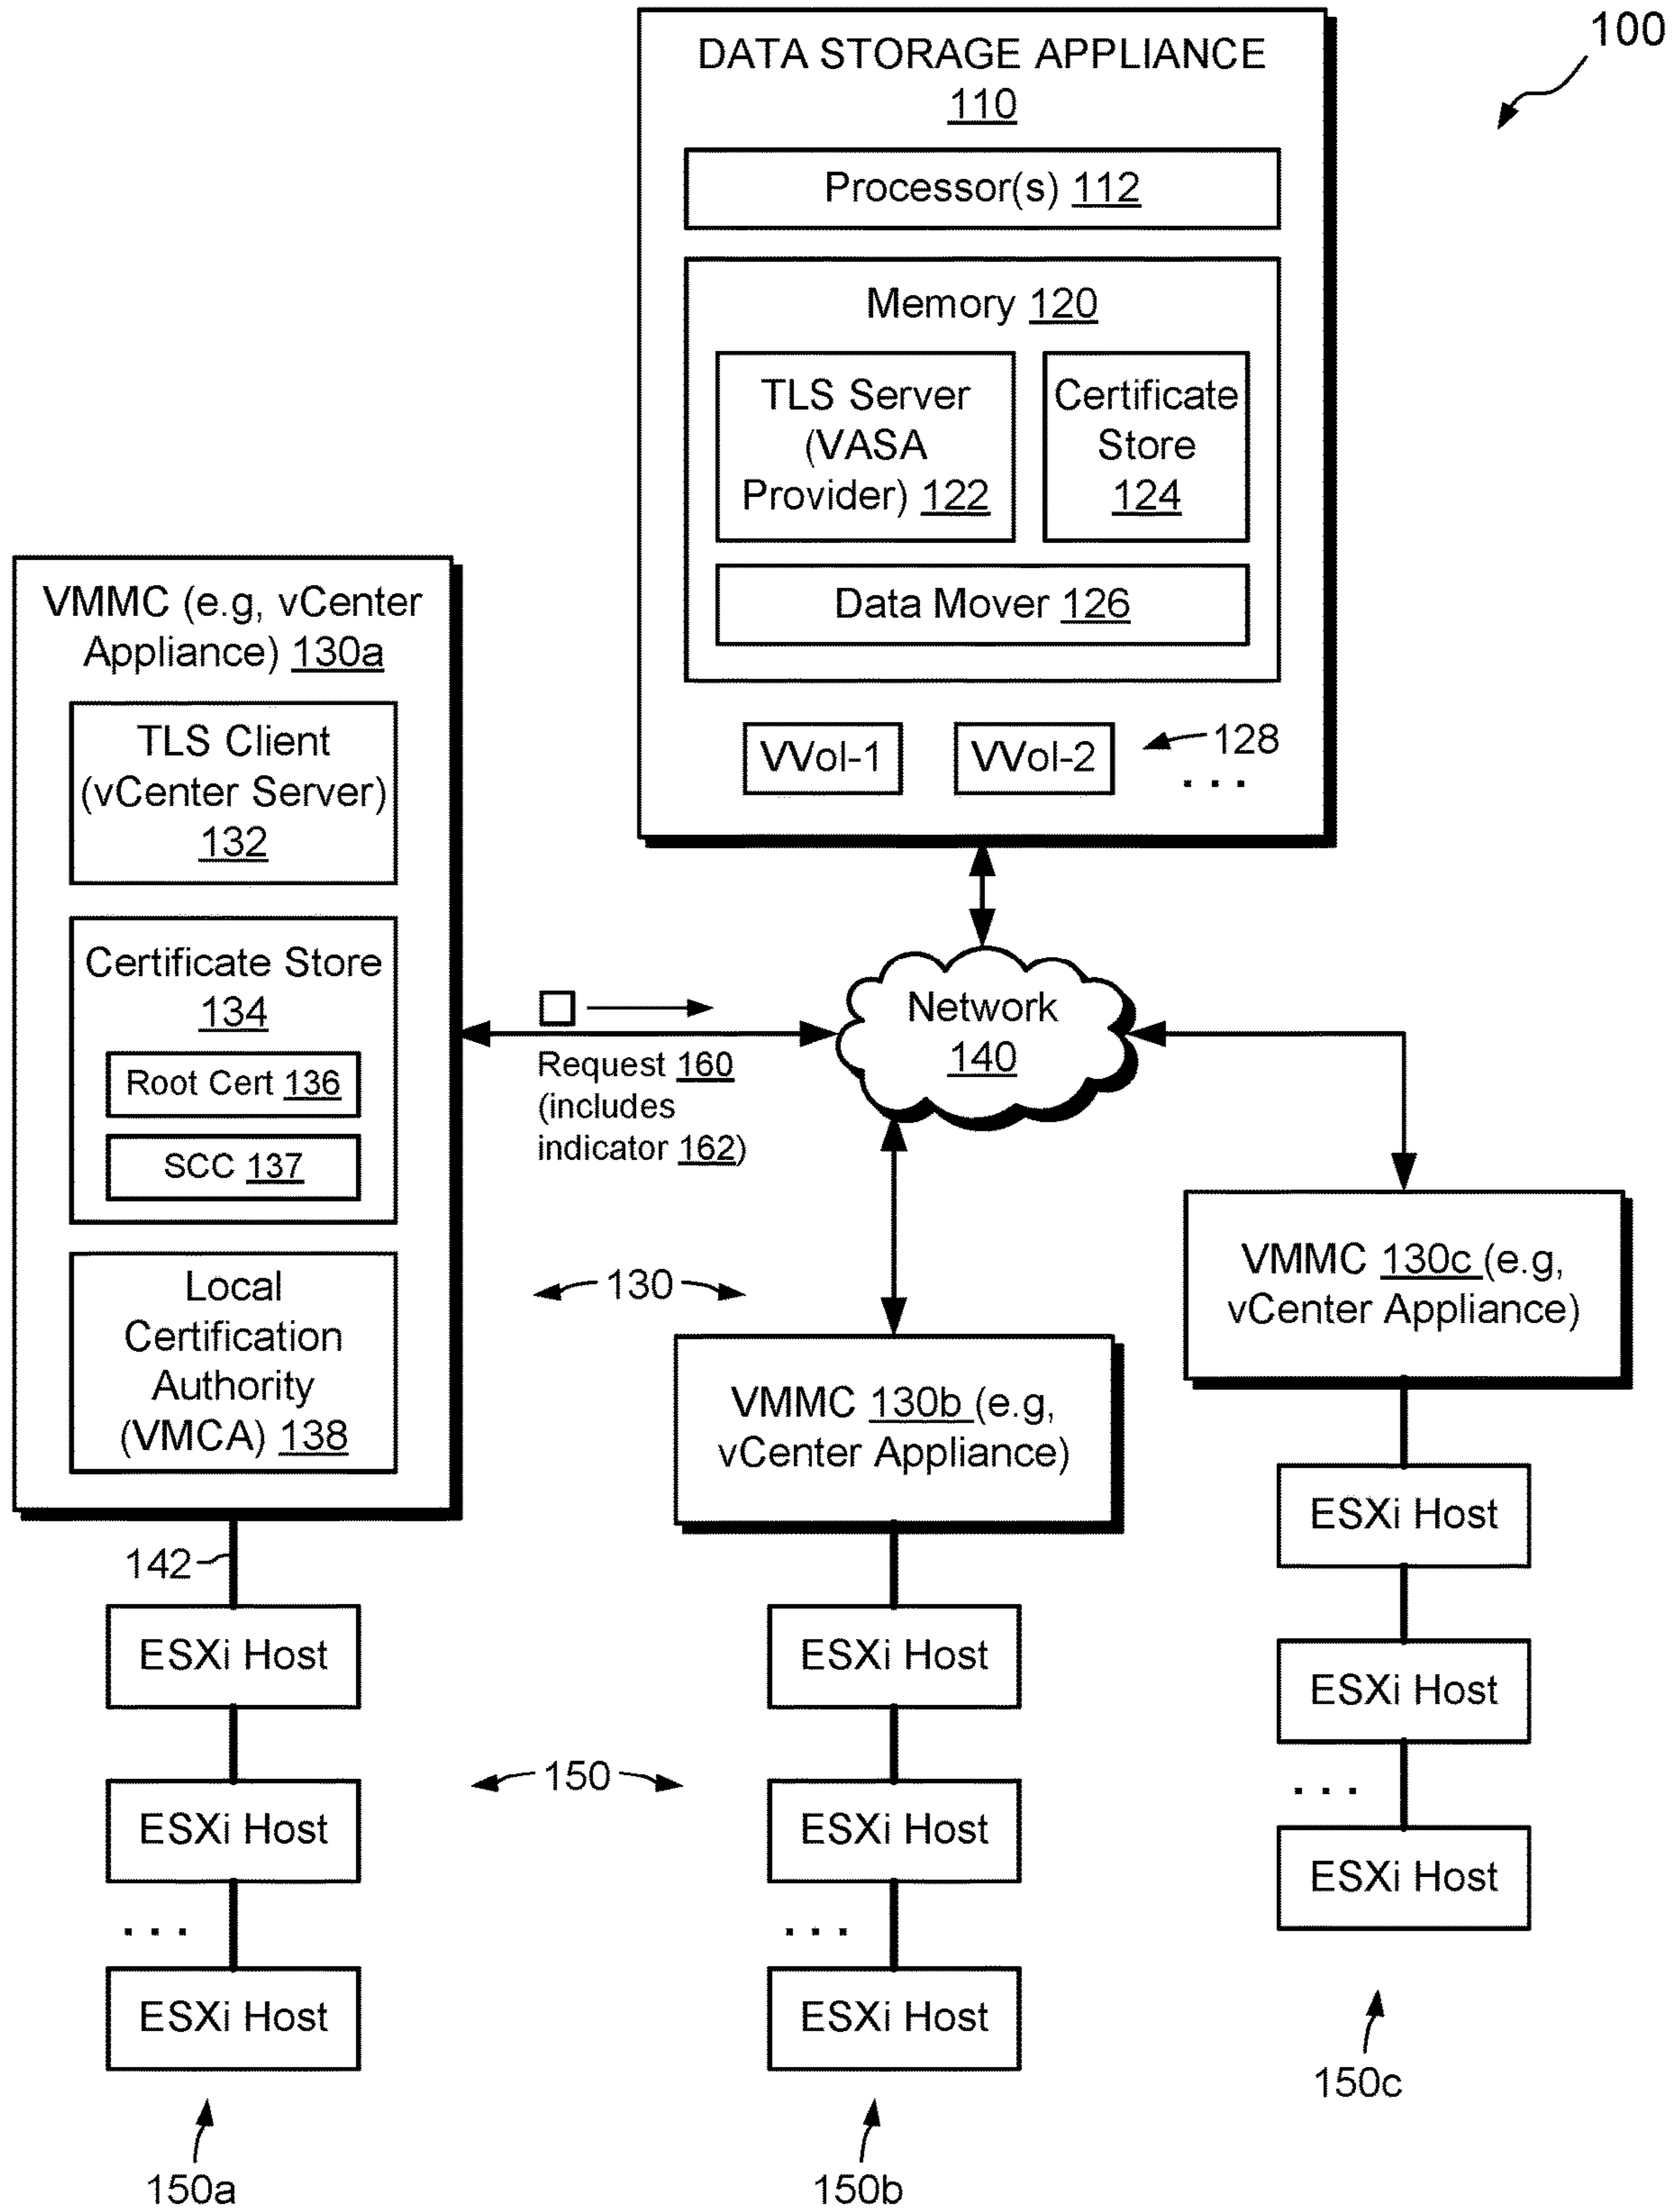 100
DATA STORAGE APPLIANCE
110
Processor(s) 112
Memory 120
TLS Server
(VASA
Provider) 122
Certificate
Store
124
Data Mover 126
VVol-1
VVol-2
128
. . .
VMMC (e.g, vCenter
Appliance) 130a
TLS Client
(vCenter Server)
132
Certificate Store
134
Root Cert 136
SCC 137
Local
Certification
Authority
(VMCA) 138
Request 160
(includes
indicator 162)
Network
140
130
VMMC 130b (e.g,
vCenter Appliance)
VMMC 130c (e.g,
vCenter Appliance)
142
ESXi Host
ESXi Host
. . .
ESXi Host
150a
150
ESXi Host
ESXi Host
. . .
ESXi Host
150b
ESXi Host
ESXi Host
. . .
ESXi Host
150c